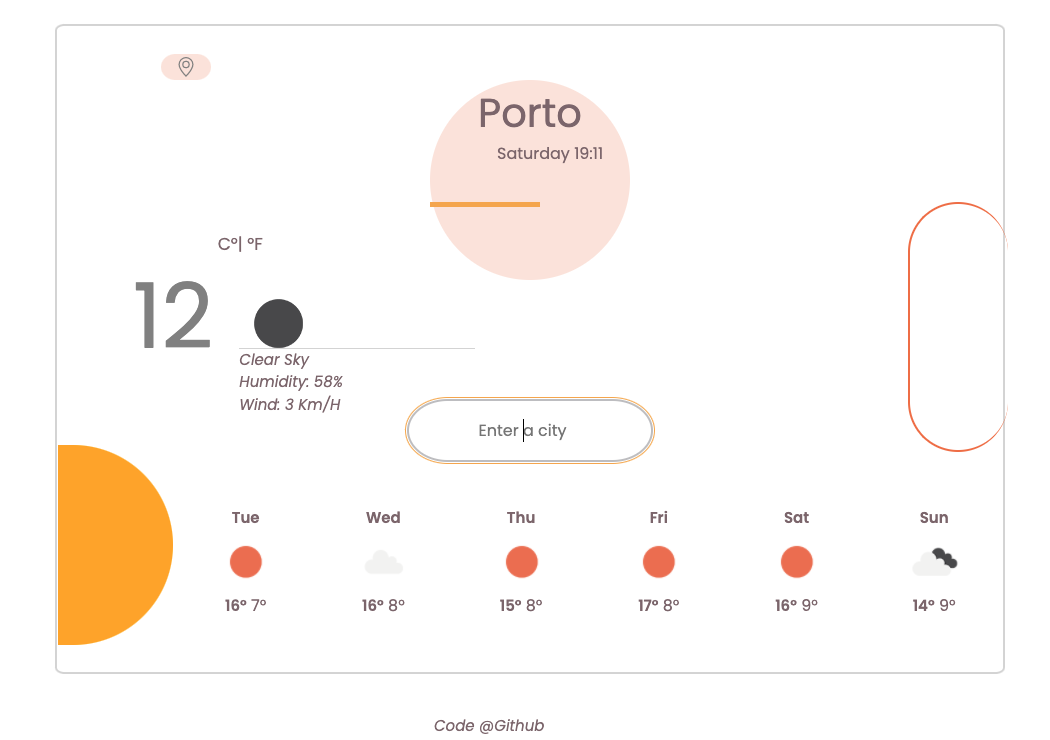 Porto
Saturday 19:11
C°| °F
12
Clear Sky
Humidity: 58%
Wind: 3 Km/H
Enter a city
Tue Wed Thu Fri Sat Sun
16° 7° 16° 8° 15° 8° 17° 8° 16° 9° 14° 9°
Code @Github